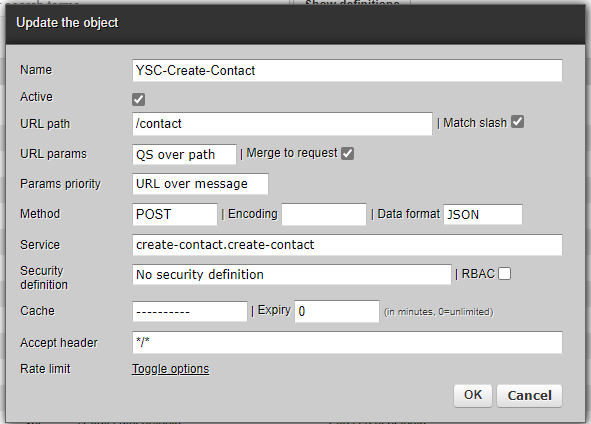 search terms
Show definitions
Update the object
Name YSC-Create-Contact
Active
URL path /contact | Match slash
URL params QS over path | Merge to request
Params priority URL over message
Method POST | Encoding | Data format JSON
Service create-contact.create-contact
Security definition No security definition | RBAC
Cache ---------- | Expiry 0 (in minutes, 0=unlimited)
Accept header */*
Rate limit Toggle options
OK Cancel